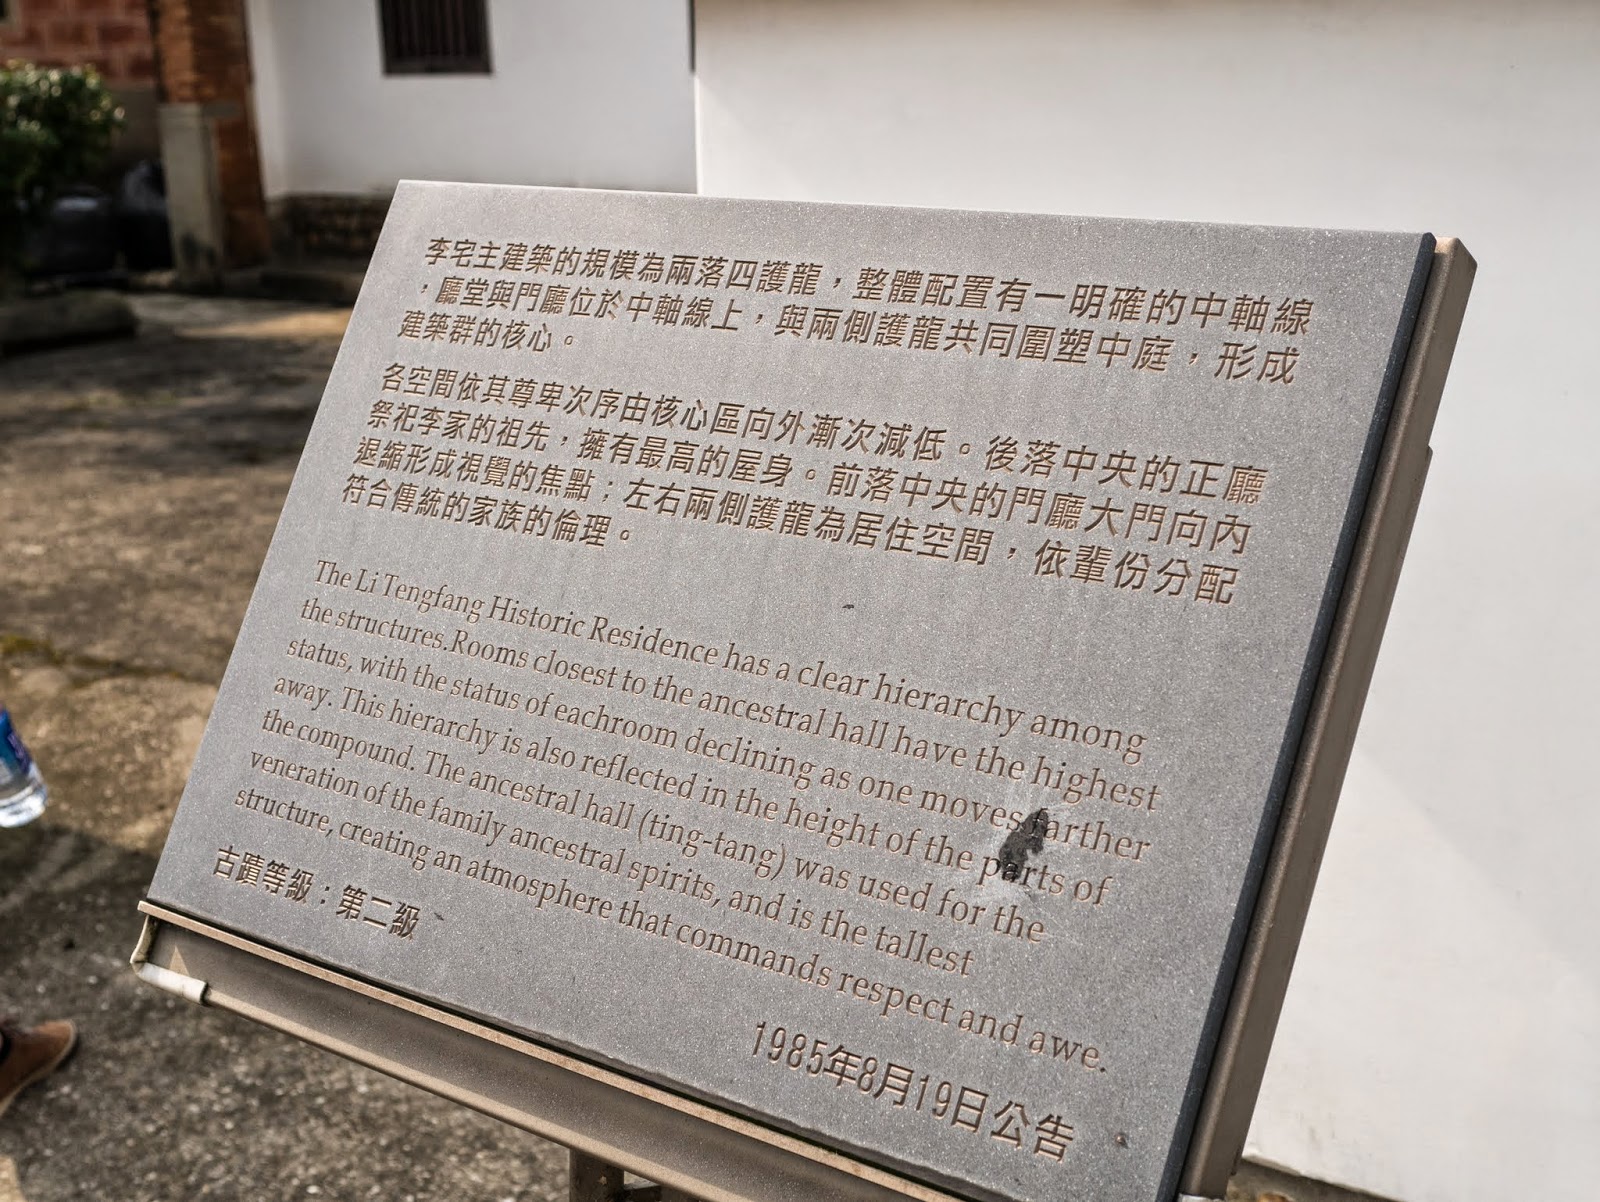 李宅主建築的規模為兩落四護龍，整體配置有一明確的中軸線
，廳堂與門廳位於中軸線上，與兩側護龍共同圍塑中庭，形成
建築群的核心。
各空間依其尊卑次序由核心區向外漸次減低。後落中央的正廳
祭祀李家的祖先，擁有最高的屋身。前落中央的門廳大門向內
退縮形成視覺的焦點；左右兩側護龍為居住空間，依輩份分配
符合傳統的家族的倫理。
The Li Tengfang Historic Residence has a clear hierarchy among
the structures.Rooms closest to the ancestral hall have the highest
status, with the status of eachroom declining as one moves farther
away. This hierarchy is also reflected in the height of the parts of
the compound. The ancestral hall (ting-tang) was used for the
veneration of the family ancestral spirits, and is the tallest
structure, creating an atmosphere that commands respect and awe.
古蹟等級：第二級
1985年8月19日公告